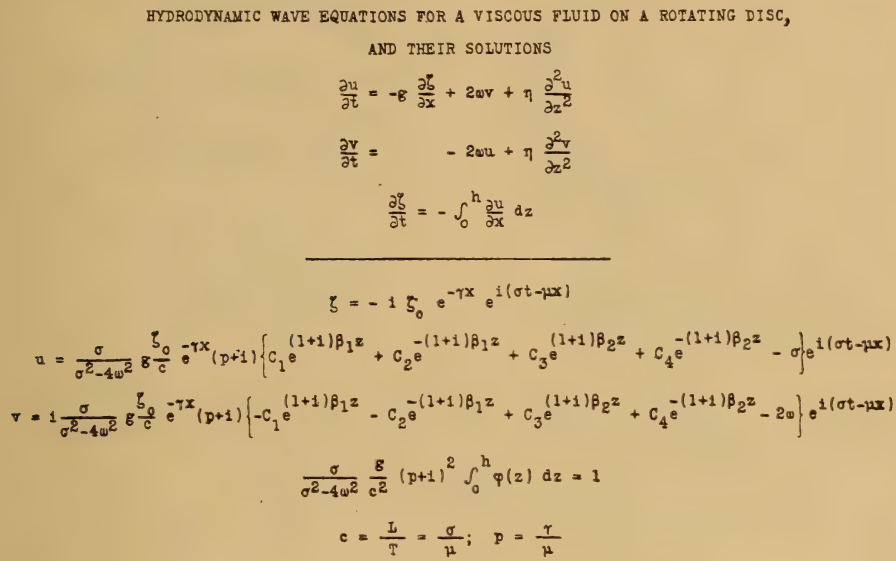 HYDRODYNAMIC WAVE EQUATIONS FOR A VISCOUS FLUID ON A ROTATING DISC,
AND THEIR SOLUTIONS
∂u/∂t = -g ∂ζ/∂x + 2ωv + η ∂²u/∂z²
∂v/∂t = - 2ωu + η ∂²v/∂z²
∂ζ/∂t = - ∫₀ʰ ∂u/∂x dz
ζ = - i ζ₀ e^{-γx} e^{i(σt-μx)}
u = σ/(σ²-4ω²) g ζ₀/c e^{-γx} (p+i) {C₁e^{(1+i)β₁z} + C₂e^{-(1+i)β₁z} + C₃e^{(1+i)β₂z} + C₄e^{-(1+i)β₂z} - σ} e^{i(σt-μx)}
v = i σ/(σ²-4ω²) g ζ₀/c e^{-γx} (p+i) {-C₁e^{(1+i)β₁z} - C₂e^{-(1+i)β₁z} + C₃e^{(1+i)β₂z} + C₄e^{-(1+i)β₂z} - 2ω} e^{i(σt-μx)}
σ/(σ²-4ω²) g/c² (p+i)² ∫₀ʰ φ(z) dz = 1
c = L/T = σ/μ; p = γ/μ